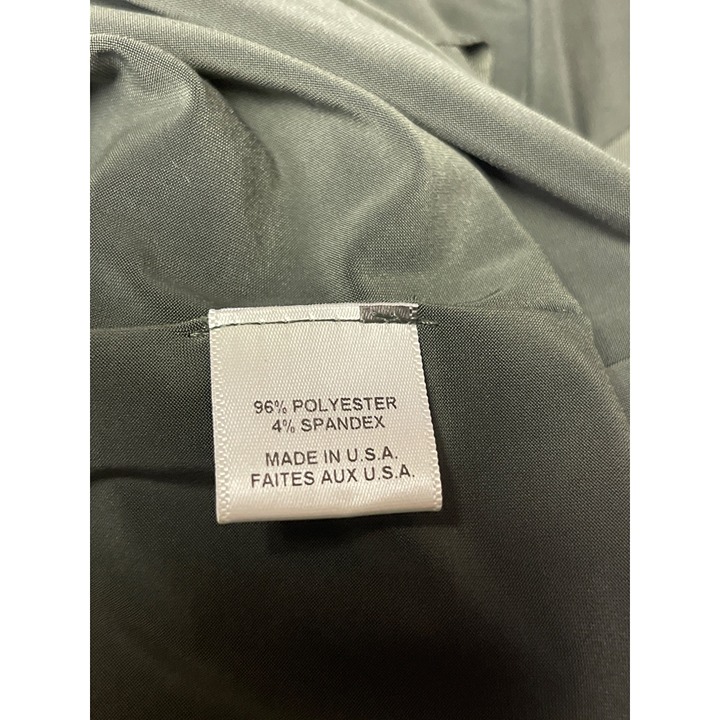 96% POLYESTER
4% SPANDEX
MADE IN U.S.A.
FAITES AUX U.S.A.